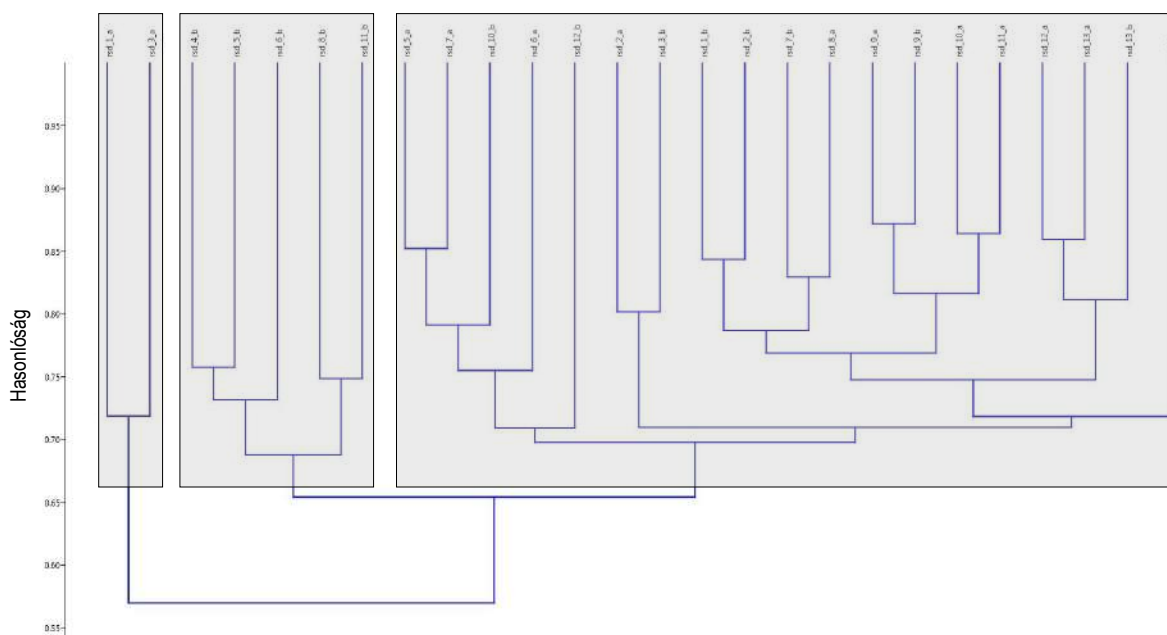 rsd_1_a
rsd_3_a
rsd_4_b
rsd_5_b
rsd_6_b
rsd_8_b
rsd_11_b
rsd_5_a
rsd_7_a
rsd_10_b
rsd_6_a
rsd_12_b
rsd_2_a
rsd_3_b
rsd_1_b
rsd_2_b
rsd_7_b
rsd_8_a
rsd_9_a
rsd_9_b
rsd_10_a
rsd_11_a
rsd_12_a
rsd_13_a
rsd_13_b
0.95
0.90
0.85
0.80
0.75
0.70
0.65
0.60
0.55
Hasonlóság